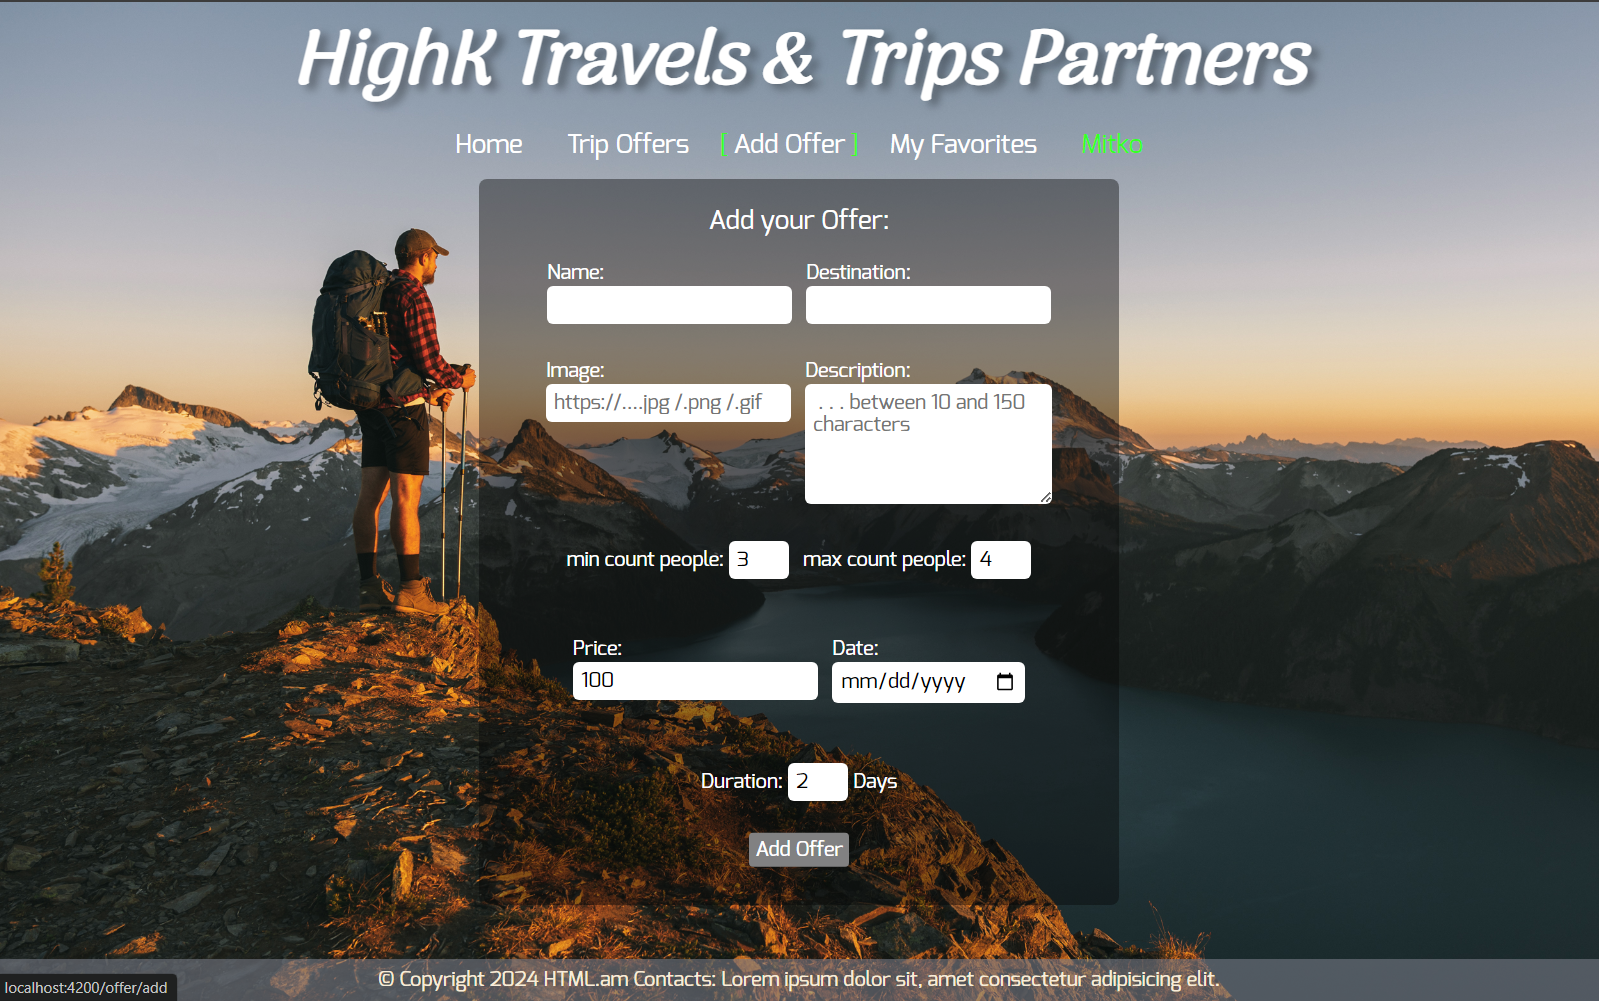 HighK Travels & Trips Partners
Home Trip Offers [ Add Offer ] My Favorites Mitko
Add your Offer:
Name: Destination:
Image: Description:
https://....jpg /.png /.gif . . . between 10 and 150
characters
min count people: 3 max count people: 4
Price: Date:
100 mm/dd/yyyy
Duration: 2 Days
Add Offer
© Copyright 2024 HTML.am Contacts: Lorem ipsum dolor sit, amet consectetur adipisicing elit.
localhost:4200/offer/add